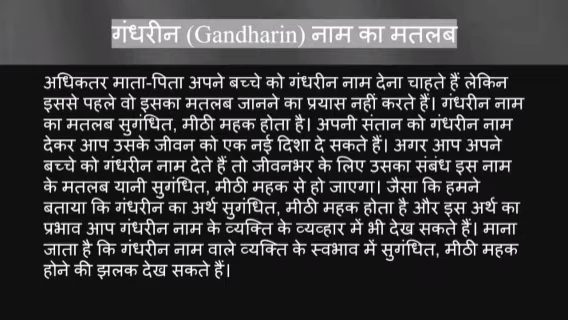 गंधरीन (Gandharin) नाम का मतलब
अधिकतर माता-पिता अपने बच्चे को गंधरीन नाम देना चाहते हैं लेकिन
इससे पहले वो इसका मतलब जानने का प्रयास नहीं करते हैं। गंधरीन नाम
का मतलब सुगंधित, मीठी महक होता है। अपनी संतान को गंधरीन नाम
देकर आप उसके जीवन को एक नई दिशा दे सकते हैं। अगर आप अपने
बच्चे को गंधरीन नाम देते हैं तो जीवनभर के लिए उसका संबंध इस नाम
के मतलब यानी सुगंधित, मीठी महक से हो जाएगा। जैसा कि हमने
बताया कि गंधरीन का अर्थ सुगंधित, मीठी महक होता है और इस अर्थ का
प्रभाव आप गंधरीन नाम के व्यक्ति के व्यव्हार में भी देख सकते हैं। माना
जाता है कि गंधरीन नाम वाले व्यक्ति के स्वभाव में सुगंधित, मीठी महक
होने की झलक देख सकते हैं।